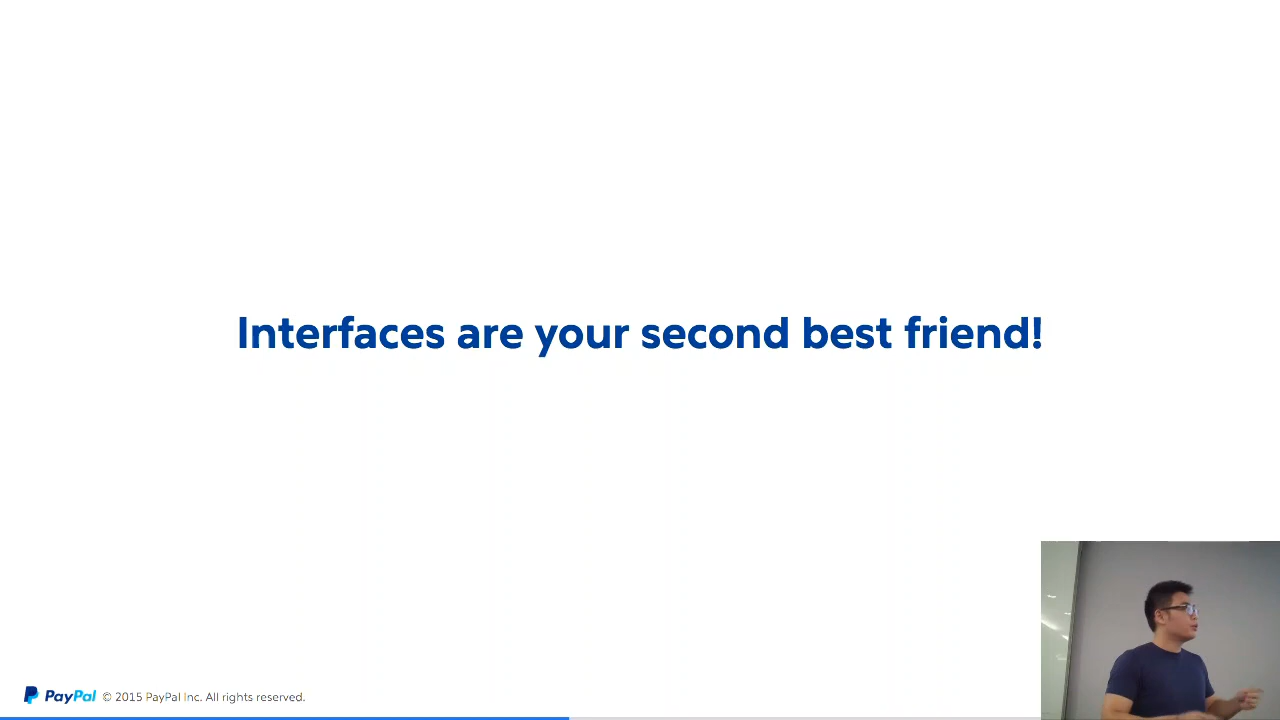 Interfaces are your second best friend!
PayPal © 2015 PayPal Inc. All rights reserved.